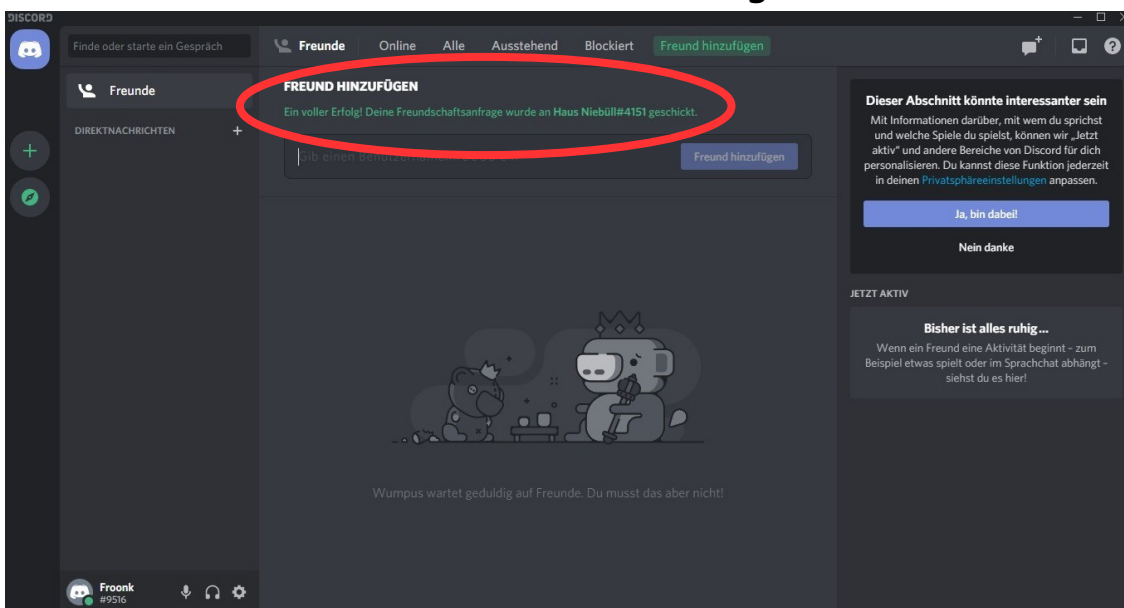 DISCORD
Finde oder starte ein Gespräch
Freunde
Online
Alle
Ausstehend
Blockiert
Freund hinzufügen
Freunde
DIREKTNACHRICHTEN
FREUND HINZUFÜGEN
Ein voller Erfolg! Deine Freundschaftsanfrage wurde an Haus Niebüll#4151 geschickt.
Gib einen
Freund hinzufügen
Wumpus wartet geduldig auf Freunde. Du musst das aber nicht!
Dieser Abschnitt könnte interessanter sein
Mit Informationen darüber, mit wem du sprichst
und welche Spiele du spielst, können wir „Jetzt
aktiv“ und andere Bereiche von Discord für dich
personalisieren. Du kannst diese Funktion jederzeit
in deinen Privatsphäreeinstellungen anpassen.
Ja, bin dabei!
Nein danke
JETZT AKTIV
Bisher ist alles ruhig...
Wenn ein Freund eine Aktivität beginnt – zum
Beispiel etwas spielt oder im Sprachchat abhängt –
siehst du es hier!
Froonk
#9516